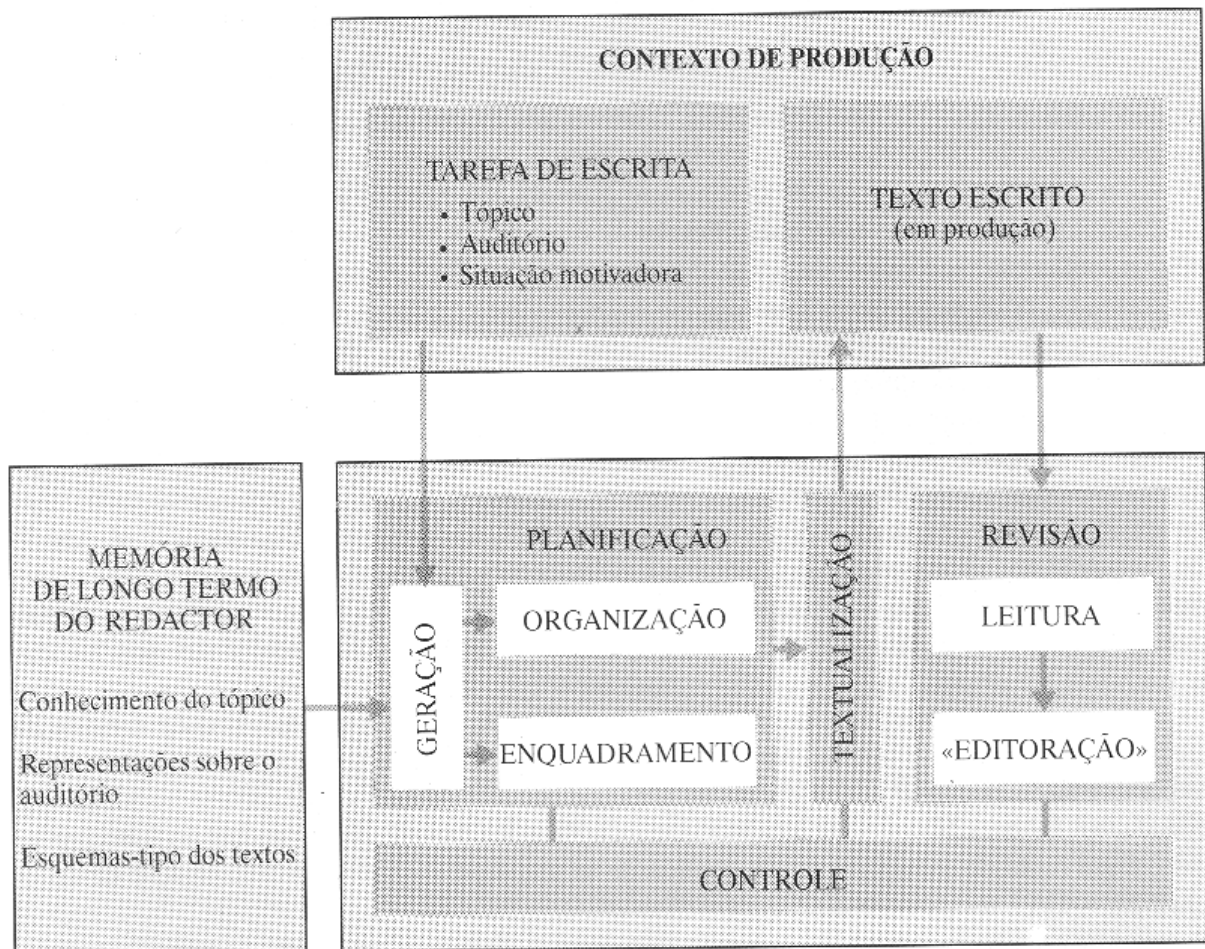 CONTEXTO DE PRODUÇÃO
TAREFA DE ESCRITA
• Tópico
• Auditório
• Situação motivadora
TEXTO ESCRITO
(em produção)
MEMÓRIA
DE LONGO TERMO
DO REDACTOR
Conhecimento do tópico
Representações sobre o
auditório
Esquemas-tipo dos textos
PLANIFICAÇÃO
GERAÇÃO
ORGANIZAÇÃO
ENQUADRAMENTO
TEXTUALIZAÇÃO
REVISÃO
LEITURA
«EDITORAÇÃO»
CONTROLE